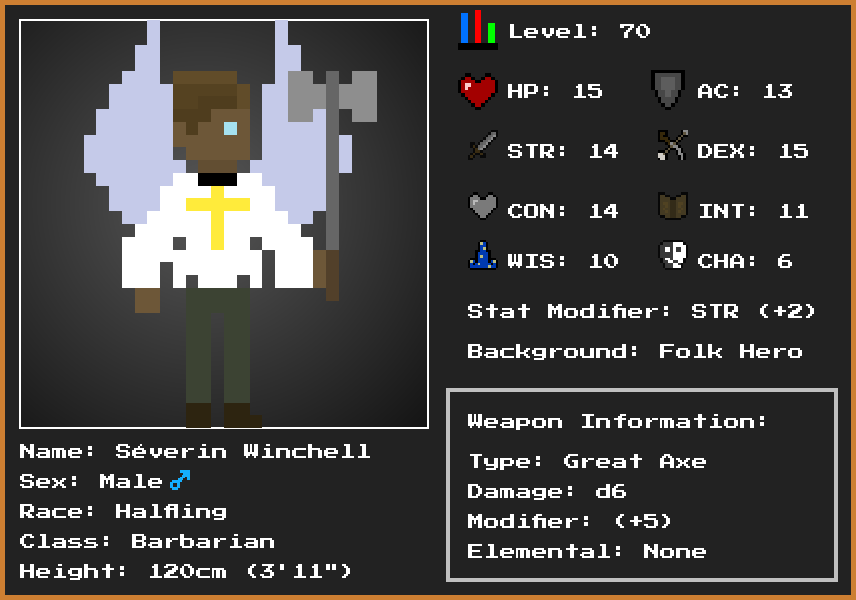 Level: 70
HP: 15
AC: 13
STR: 14
DEX: 15
CON: 14
INT: 11
WIS: 10
CHA: 6
Stat Modifier: STR (+2)
Background: Folk Hero
Weapon Information:
Type: Great Axe
Damage: d6
Modifier: (+5)
Elemental: None
Name: Séverin Winchell
Sex: Male ♂
Race: Halfling
Class: Barbarian
Height: 120cm (3'11")